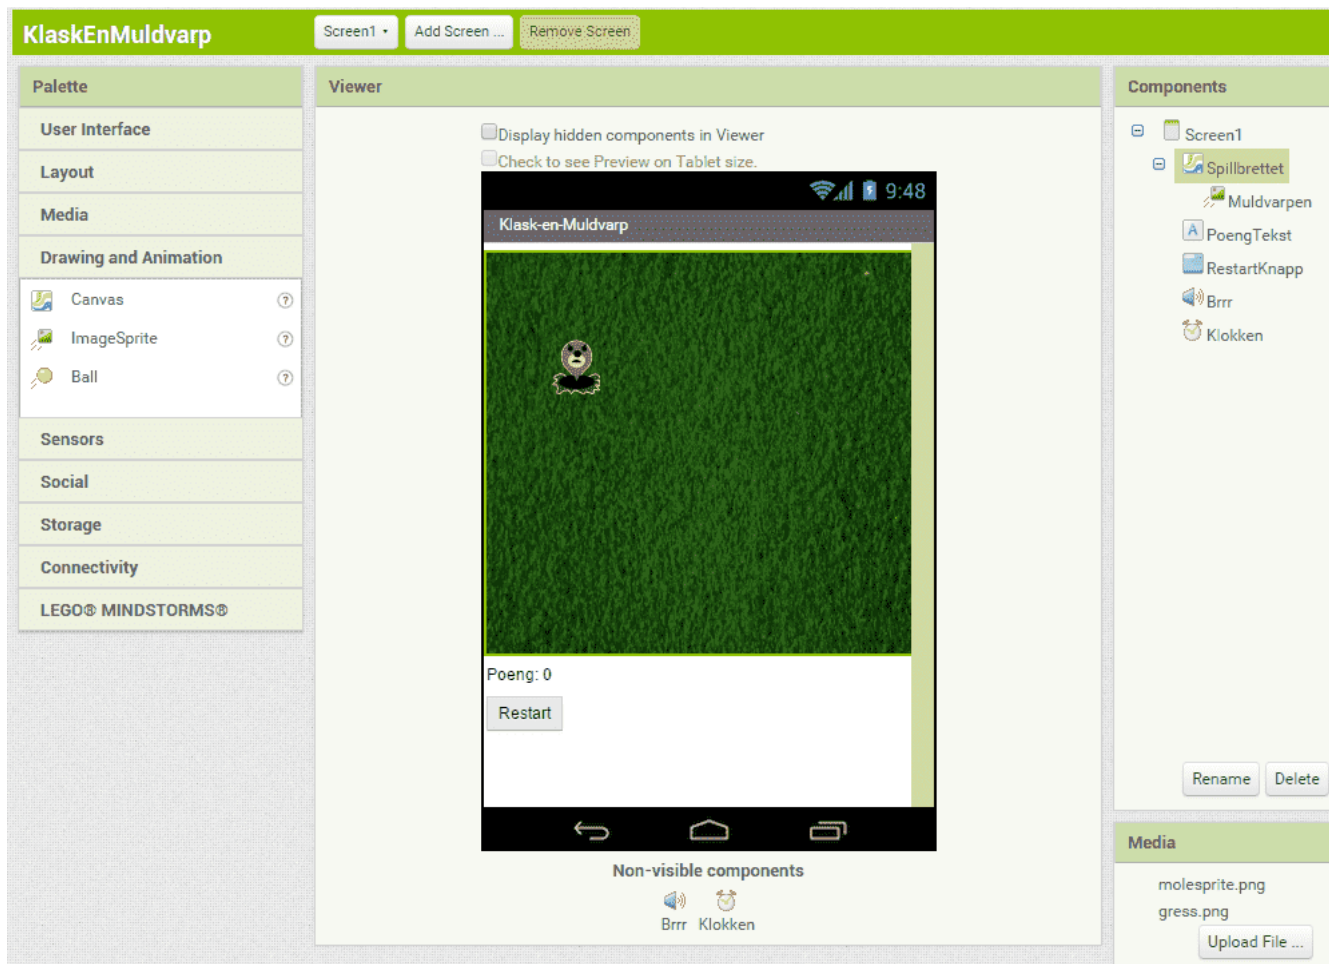 KlaskEnMuldvarp
Screen1
Add Screen ...
Remove Screen
Palette
User Interface
Layout
Media
Drawing and Animation
Canvas
?
ImageSprite
?
Ball
?
Sensors
Social
Storage
Connectivity
LEGO® MINDSTORMS®
Viewer
Display hidden components in Viewer
Check to see Preview on Tablet size.
9:48
Klask-en-Muldvarp
Poeng: 0
Restart
Non-visible components
Brrr
Klokken
Components
Screen1
Spillbrettet
Muldvarpen
A PoengTekst
RestartKnapp
Brrr
Klokken
Rename
Delete
Media
molesprite.png
gress.png
Upload File ...